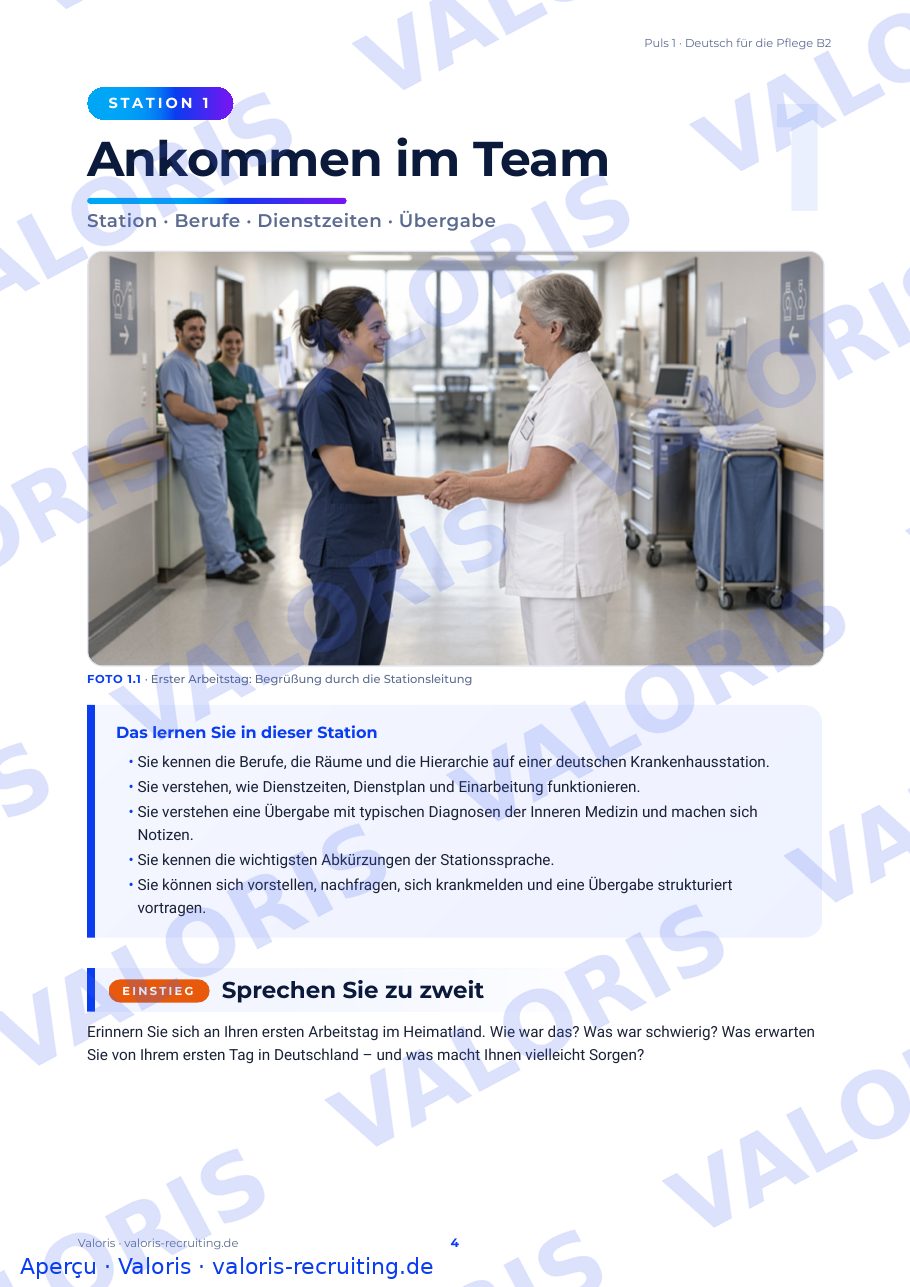 Puls 1 · Deutsch für die Pflege B2
STATION 1
1
Ankommen im Team
Station · Berufe · Dienstzeiten · Übergabe
FOTO 1.1 · Erster Arbeitstag: Begrüßung durch die Stationsleitung
Das lernen Sie in dieser Station
• Sie kennen die Berufe, die Räume und die Hierarchie auf einer deutschen Krankenhausstation.
• Sie verstehen, wie Dienstzeiten, Dienstplan und Einarbeitung funktionieren.
• Sie verstehen eine Übergabe mit typischen Diagnosen der Inneren Medizin und machen sich
Notizen.
• Sie kennen die wichtigsten Abkürzungen der Stationssprache.
• Sie können sich vorstellen, nachfragen, sich krankmelden und eine Übergabe strukturiert
vortragen.
EINSTIEG Sprechen Sie zu zweit
Erinnern Sie sich an Ihren ersten Arbeitstag im Heimatland. Wie war das? Was war schwierig? Was erwarten
Sie von Ihrem ersten Tag in Deutschland – und was macht Ihnen vielleicht Sorgen?
Valoris · valoris-recruiting.de
4
Aperçu · Valoris · valoris-recruiting.de
VALORIS